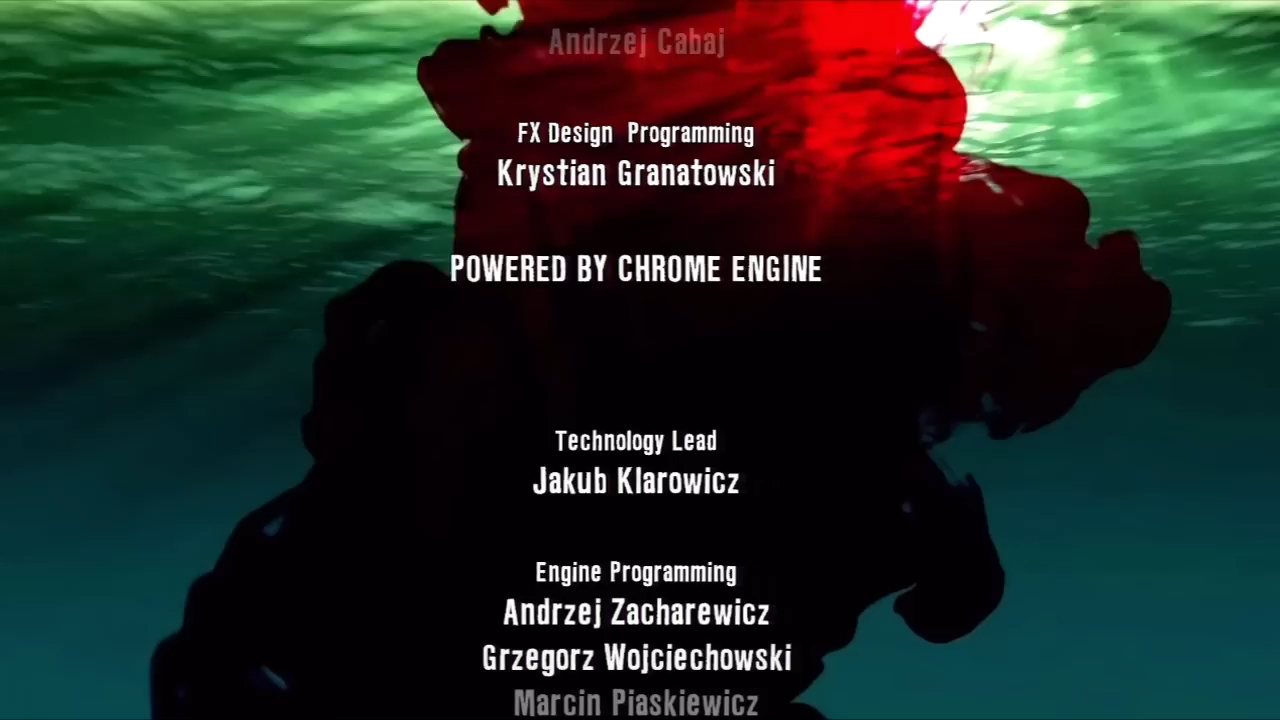 Andrzej Cabaj
FX Design Programming
Krystian Granatowski
POWERED BY CHROME ENGINE
Technology Lead
Jakub Klarowicz
Engine Programming
Andrzej Zacharewicz
Grzegorz Wojciechowski
Marcin Piaskiewicz